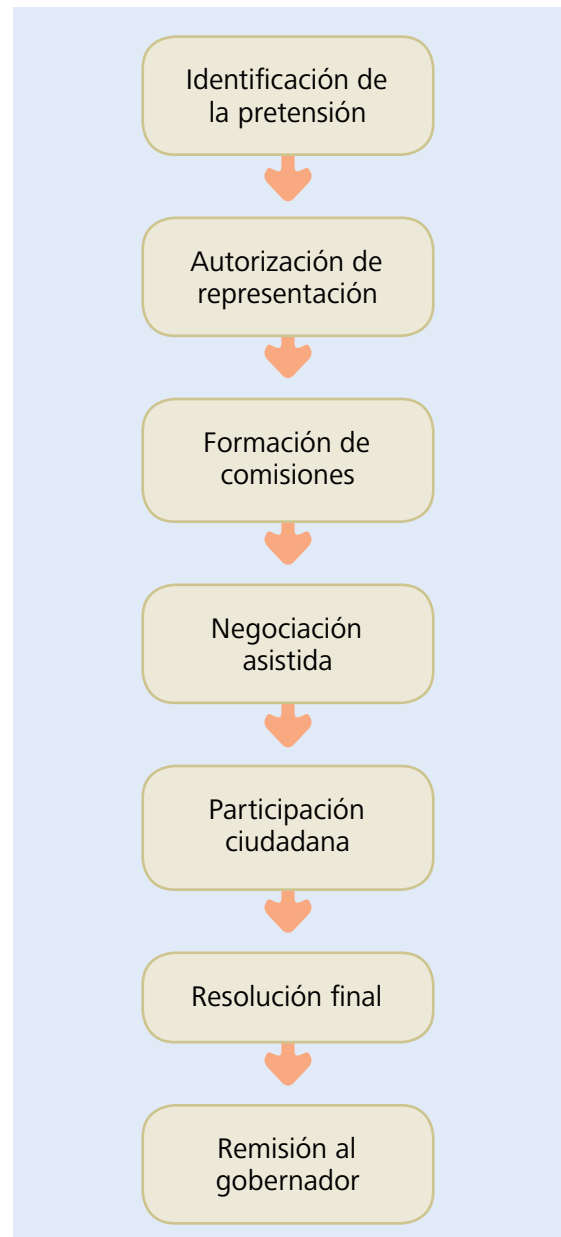 Identificación de
la pretensión
Autorización de
representación
Formación de
comisiones
Negociación
asistida
Participación
ciudadana
Resolución final
Remisión al
gobernador